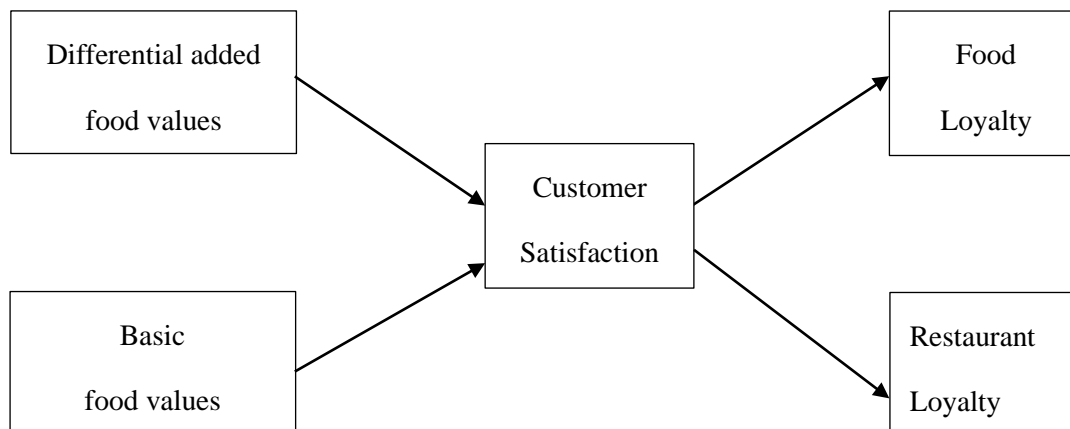 Differential added
food values
Food
Loyalty
Customer
Satisfaction
Basic
food values
Restaurant
Loyalty